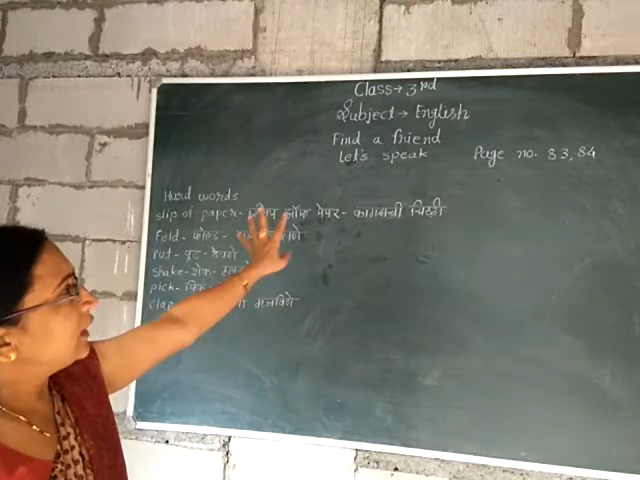 Class→3rd
Subject→English
Find a friend
Let's speak Page no. 83,84
Hard words
slip of paper- स्लिप ऑफ पेपर- कागदाची चिठ्ठी
Fold- फोल्ड-
Put- पुट-
shake-शेक-
pick-पिक-
clap वाजविणे